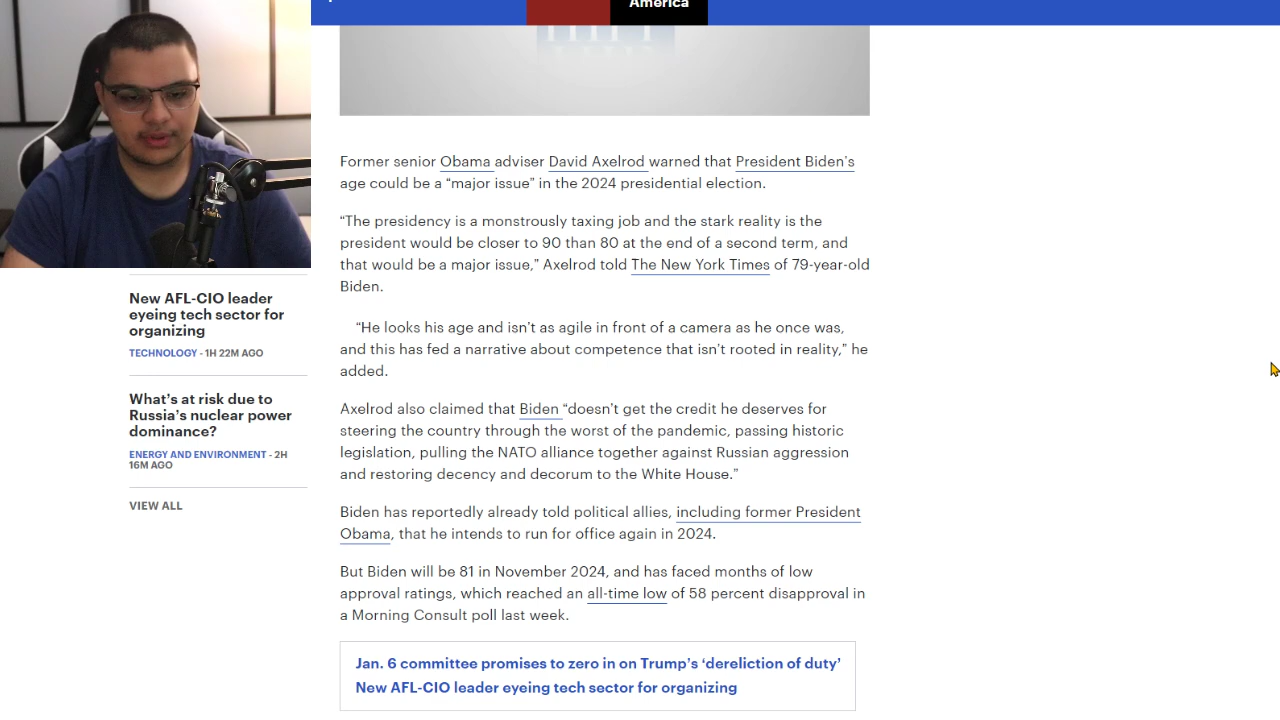 America
Former senior Obama adviser David Axelrod warned that President Biden’s
age could be a “major issue” in the 2024 presidential election.
“The presidency is a monstrously taxing job and the stark reality is the
president would be closer to 90 than 80 at the end of a second term, and
that would be a major issue,” Axelrod told The New York Times of 79-year-old
Biden.
“He looks his age and isn’t as agile in front of a camera as he once was,
and this has fed a narrative about competence that isn’t rooted in reality,” he
added.
Axelrod also claimed that Biden “doesn’t get the credit he deserves for
steering the country through the worst of the pandemic, passing historic
legislation, pulling the NATO alliance together against Russian aggression
and restoring decency and decorum to the White House.”
Biden has reportedly already told political allies, including former President
Obama, that he intends to run for office again in 2024.
But Biden will be 81 in November 2024, and has faced months of low
approval ratings, which reached an all-time low of 58 percent disapproval in
a Morning Consult poll last week.
Jan. 6 committee promises to zero in on Trump’s ‘dereliction of duty’
New AFL-CIO leader eyeing tech sector for organizing
New AFL-CIO leader
eyeing tech sector for
organizing
TECHNOLOGY - 1H 22M AGO
What’s at risk due to
Russia’s nuclear power
dominance?
ENERGY AND ENVIRONMENT - 2H
16M AGO
VIEW ALL